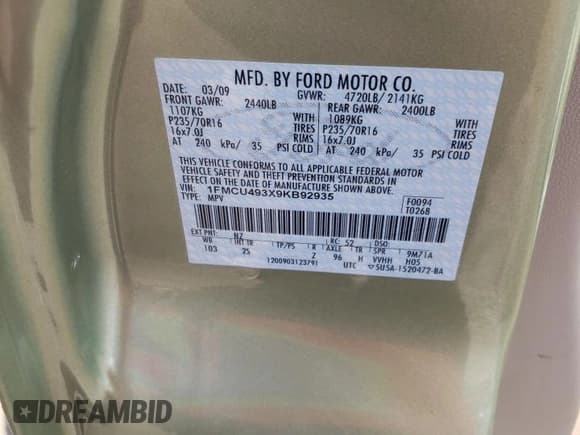 MFD. BY FORD MOTOR CO.
DATE: 03/09 GVWR: 4720LB/ 2141KG
FRONT GAWR: 2440LB REAR GAWR: 2400LB
1107KG WITH 1089KG WITH
P235/70R16 TIRES P235/70R16 TIRES
16x7.0J RIMS 16x7.0J RIMS
AT 240 kPa/ 35 PSI COLD AT 240 kPa/ 35 PSI COLD
THIS VEHICLE CONFORMS TO ALL APPLICABLE FEDERAL MOTOR
VEHICLE SAFETY AND THEFT PREVENTION STANDARDS IN
EFFECT ON THE DATE OF MANUFACTURE SHOWN ABOVE.
VIN: 1FMCU493X9KB92935 F0094
TYPE: MPV T0268
EXT PNT: NZ RC: 52 DSO:
WB INT TR TP/PS R AXLE TR SPR 9M71A
103 25 Z 96 H VVHH H05
1200903123791 UTC 5U5A-1520472-BA
DREAMBID